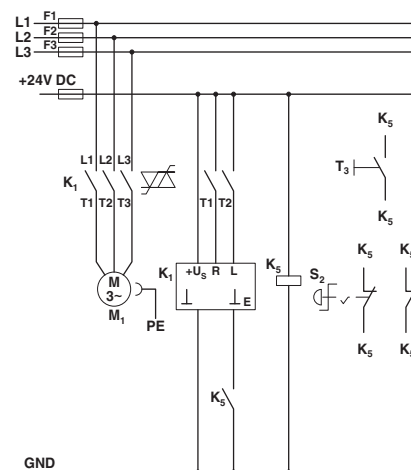 L1 F1
L2 F2
L3 F3
+24V DC
L1 L2 L3
K1
T1 T2 T3
T1 T2
K5
T3
K5
K1 +US R L
E
K5
S2
K5
K5
M
3~
M1
PE
K5
K5
GND